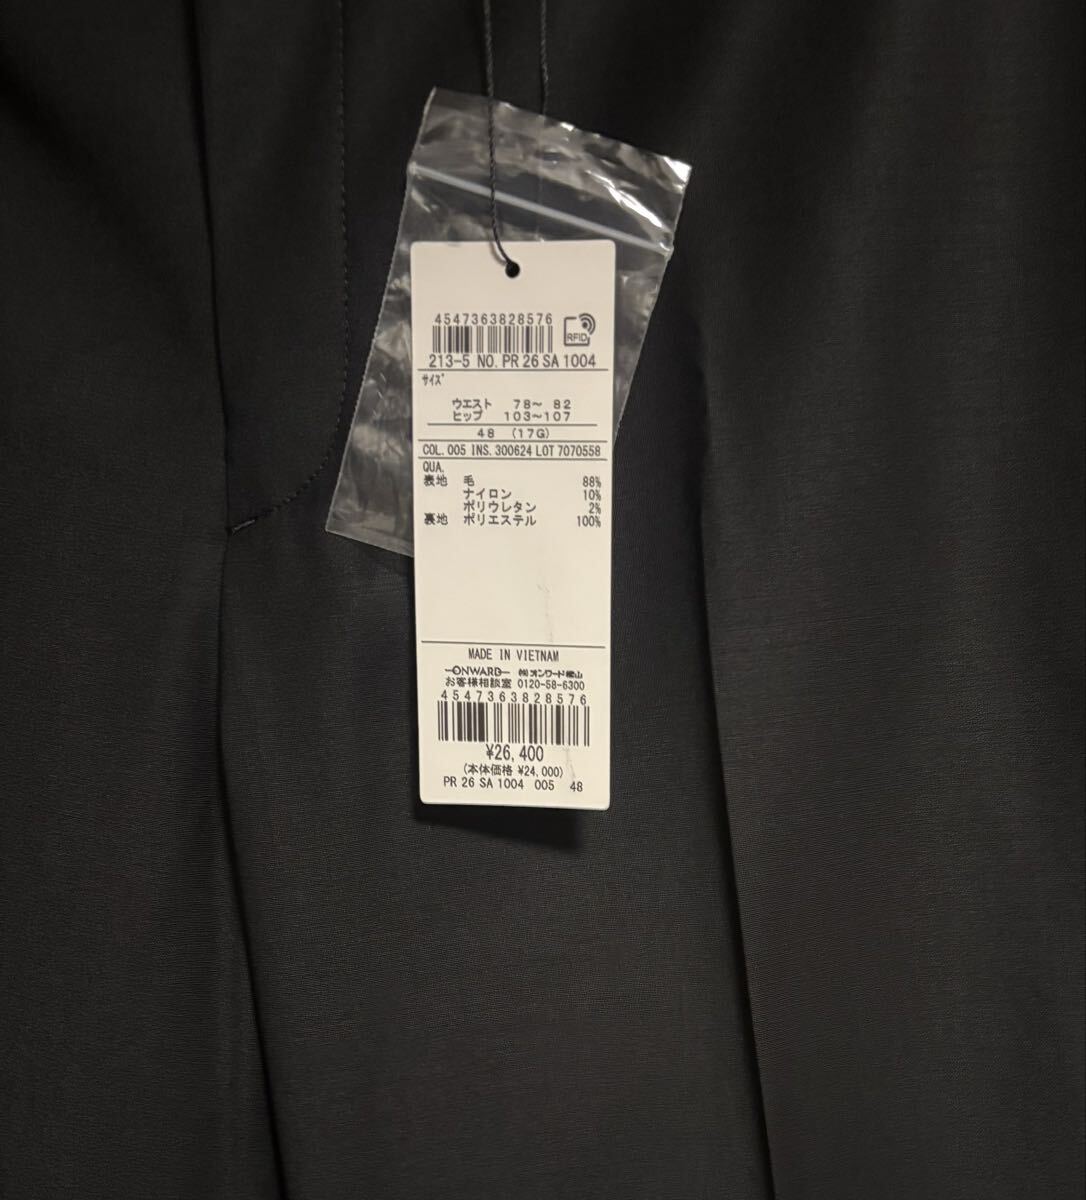 4547363828576
RFID
213-5 NO. PR 26 SA 1004
サイズ
ウエスト 78～ 82
ヒップ 103～107
48 (17G)
COL. 005 INS. 300624 LOT 7070558
QUA.
表地 毛 88%
ナイロン 10%
ポリウレタン 2%
裏地 ポリエステル 100%
MADE IN VIETNAM
ONWARD ㈱オンワード樫山
お客様相談室 0120-58-6300
4547363828576
¥26,400
(本体価格 ¥24,000)
PR 26 SA 1004 005 48